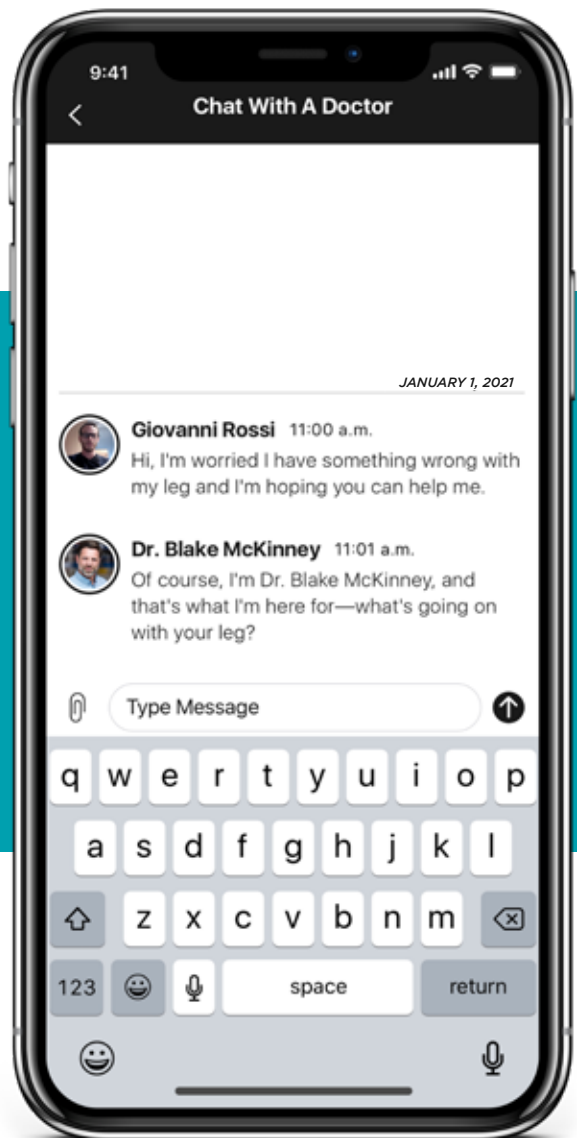 9:41
Chat With A Doctor
JANUARY 1, 2021
Giovanni Rossi 11:00 a.m.
Hi, I'm worried I have something wrong with
my leg and I'm hoping you can help me.
Dr. Blake McKinney 11:01 a.m.
Of course, I'm Dr. Blake McKinney, and
that's what I'm here for—what's going on
with your leg?
Type Message
q w e r t y u i o p
a s d f g h j k l
z x c v b n m
123 space return